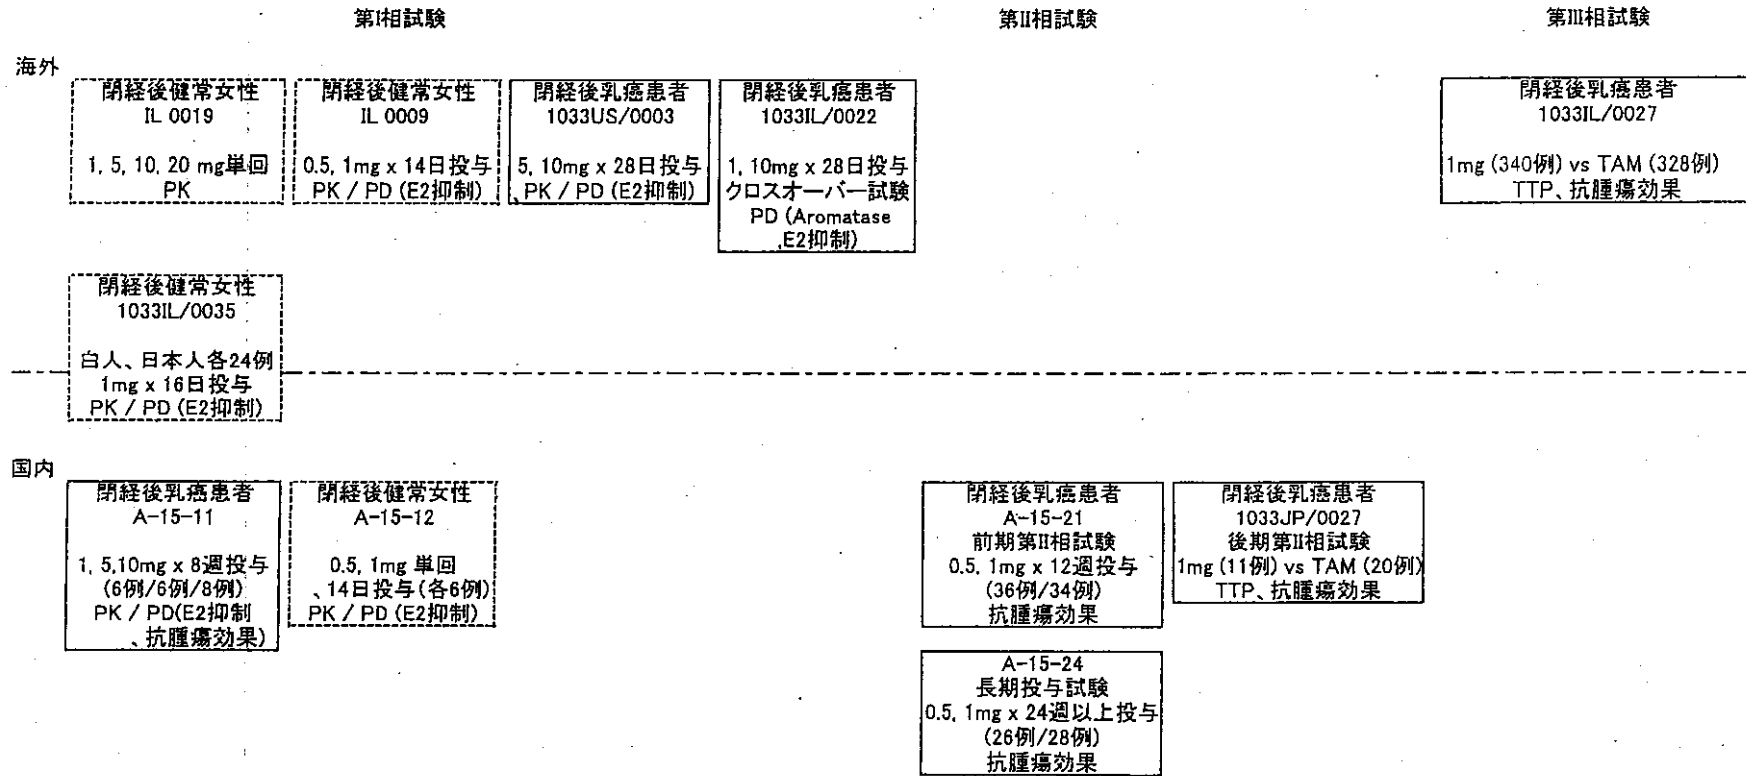 第I相試験
第II相試験
第III相試験
海外
閉経後健常女性
IL 0019
1, 5, 10, 20 mg単回
PK
閉経後健常女性
IL 0009
0.5, 1mg x 14日投与
PK / PD (E2抑制)
閉経後乳癌患者
1033US/0003
5, 10mg x 28日投与
PK / PD (E2抑制)
閉経後乳癌患者
1033IL/0022
1, 10mg x 28日投与
クロスオーバー試験
PD (Aromatase
,E2抑制)
閉経後乳癌患者
1033IL/0027
1mg (340例) vs TAM (328例)
TTP、抗腫瘍効果
閉経後健常女性
1033IL/0035
白人、日本人各24例
1mg x 16日投与
PK / PD (E2抑制)
国内
閉経後乳癌患者
A-15-11
1, 5,10mg x 8週投与
(6例/6例/8例)
PK / PD(E2抑制
、抗腫瘍効果)
閉経後健常女性
A-15-12
0.5, 1mg 単回
、14日投与(各6例)
PK / PD (E2抑制)
閉経後乳癌患者
A-15-21
前期第II相試験
0.5, 1mg x 12週投与
(36例/34例)
抗腫瘍効果
閉経後乳癌患者
1033JP/0027
後期第II相試験
1mg (11例) vs TAM (20例)
TTP、抗腫瘍効果
A-15-24
長期投与試験
0.5, 1mg x 24週以上投与
(26例/28例)
抗腫瘍効果